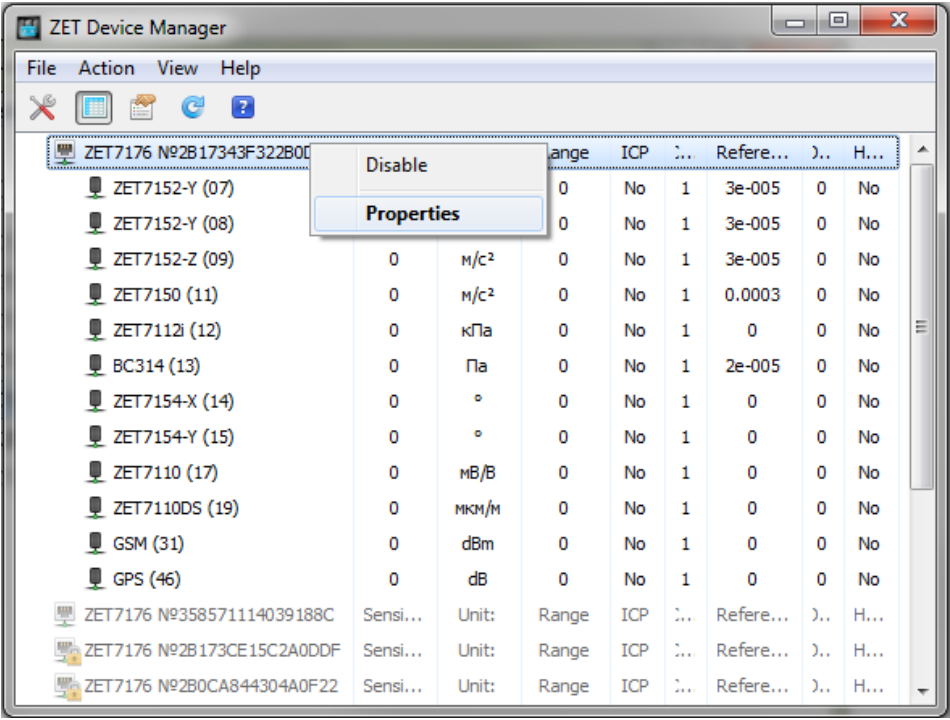 ZET Device Manager
File Action View Help
ZET7176 №2B17343F322B0 ange ICP Refere... H...
Disable
Properties
ZET7152-Y (07) 0 No 1 3e-005 0 No
ZET7152-Y (08) 0 No 1 3e-005 0 No
ZET7152-Z (09) 0 м/с² 0 No 1 3e-005 0 No
ZET7150 (11) 0 м/с² 0 No 1 0.0003 0 No
ZET7112i (12) 0 кПа 0 No 1 0 0 No
BC314 (13) 0 Па 0 No 1 2e-005 0 No
ZET7154-X (14) 0 ° 0 No 1 0 0 No
ZET7154-Y (15) 0 ° 0 No 1 0 0 No
ZET7110 (17) 0 мВ/В 0 No 1 0 0 No
ZET7110DS (19) 0 мкм/м 0 No 1 0 0 No
GSM (31) 0 dBm 0 No 1 0 0 No
GPS (46) 0 dB 0 No 1 0 0 No
ZET7176 №358571114039188C Sensi... Unit: Range ICP Refere... H...
ZET7176 №2B173CE15C2A0DDF Sensi... Unit: Range ICP Refere... H...
ZET7176 №2B0CA844304A0F22 Sensi... Unit: Range ICP Refere... H...